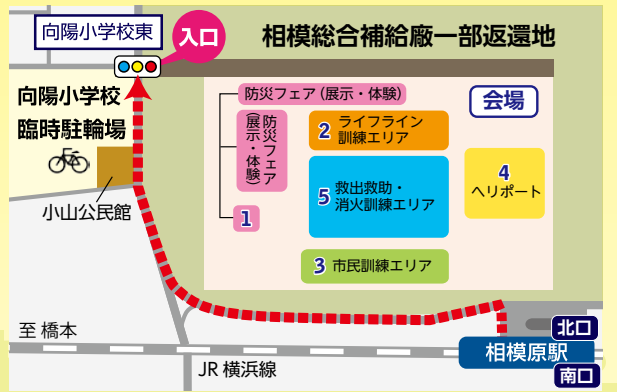 向陽小学校東
入口
相模総合補給廠一部返還地
向陽小学校
臨時駐輪場
小山公民館
会場
防災フェア(展示・体験)
防災フェア
(展示・体験)
1
2 ライフライン
訓練エリア
5 救出救助・
消火訓練エリア
4
ヘリポート
3 市民訓練エリア
至 橋本
JR 横浜線
北口
相模原駅
南口